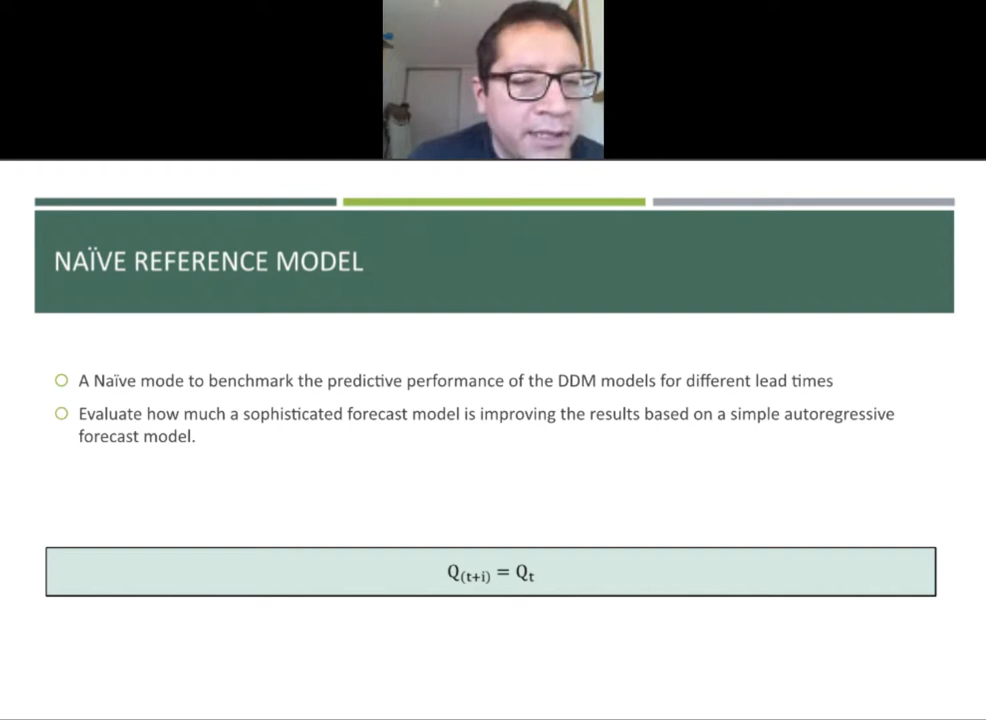 NAÏVE REFERENCE MODEL
A Naïve mode to benchmark the predictive performance of the DDM models for different lead times
Evaluate how much a sophisticated forecast model is improving the results based on a simple autoregressive
forecast model.
Q(t+i) = Qt